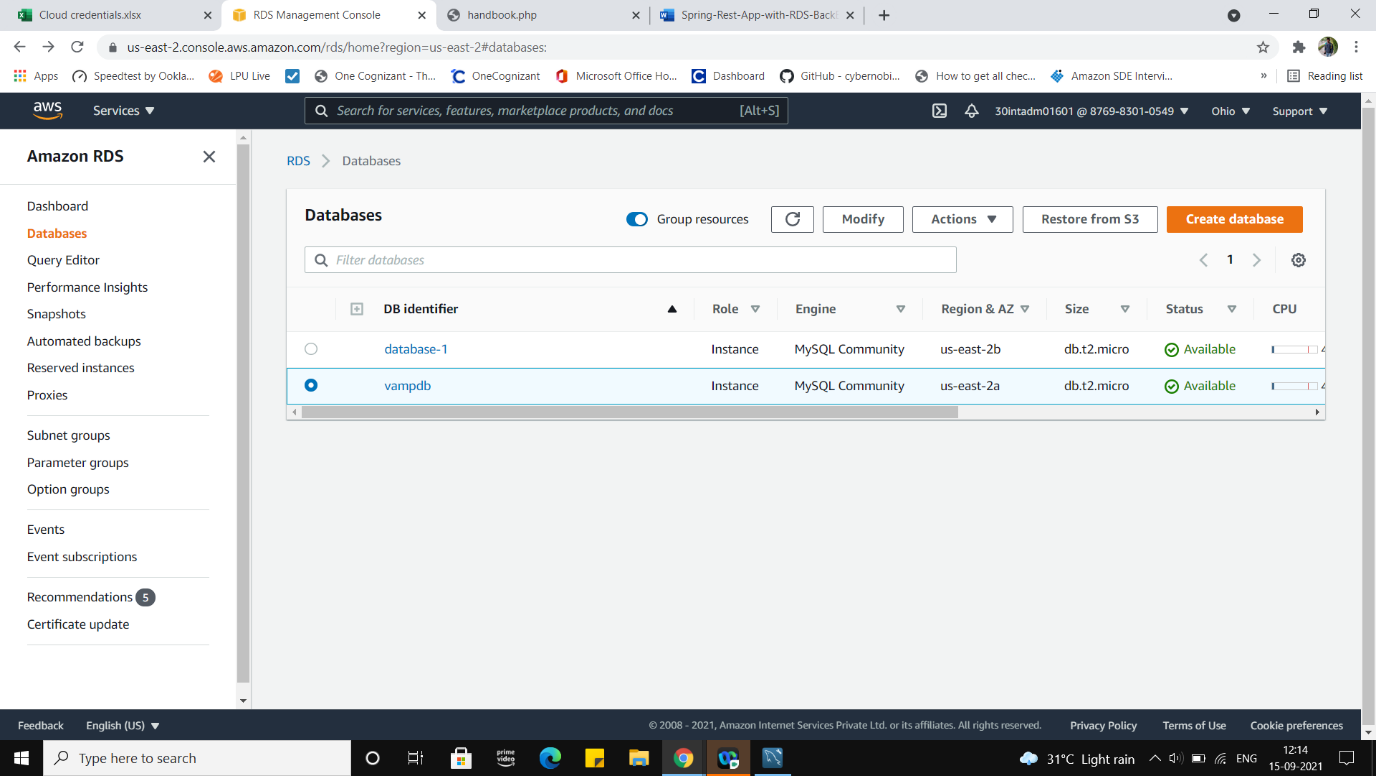 Cloud credentials.xlsx
RDS Management Console
handbook.php
Spring-Rest-App-with-RDS-Back
us-east-2.console.aws.amazon.com/rds/home?region=us-east-2#databases:
Apps
Speedtest by Ookla...
LPU Live
One Cognizant - Th...
OneCognizant
Microsoft Office Ho...
Dashboard
GitHub - cybernobi...
How to get all chec...
Amazon SDE Intervi...
»
Reading list
aws
Services
Search for services, features, marketplace products, and docs
[Alt+S]
30intadm01601 @ 8769-8301-0549
Ohio
Support
Amazon RDS
Dashboard
Databases
Query Editor
Performance Insights
Snapshots
Automated backups
Reserved instances
Proxies
Subnet groups
Parameter groups
Option groups
Events
Event subscriptions
Recommendations 5
Certificate update
RDS > Databases
Databases
Group resources
Modify
Actions
Restore from S3
Create database
Filter databases
1
DB identifier
Role
Engine
Region & AZ
Size
Status
CPU
database-1 Instance MySQL Community us-east-2b db.t2.micro Available
vampdb Instance MySQL Community us-east-2a db.t2.micro Available
Feedback
English (US)
© 2008 - 2021, Amazon Internet Services Private Ltd. or its affiliates. All rights reserved.
Privacy Policy
Terms of Use
Cookie preferences
Type here to search
prime
video
31°C Light rain
ENG
12:14
15-09-2021